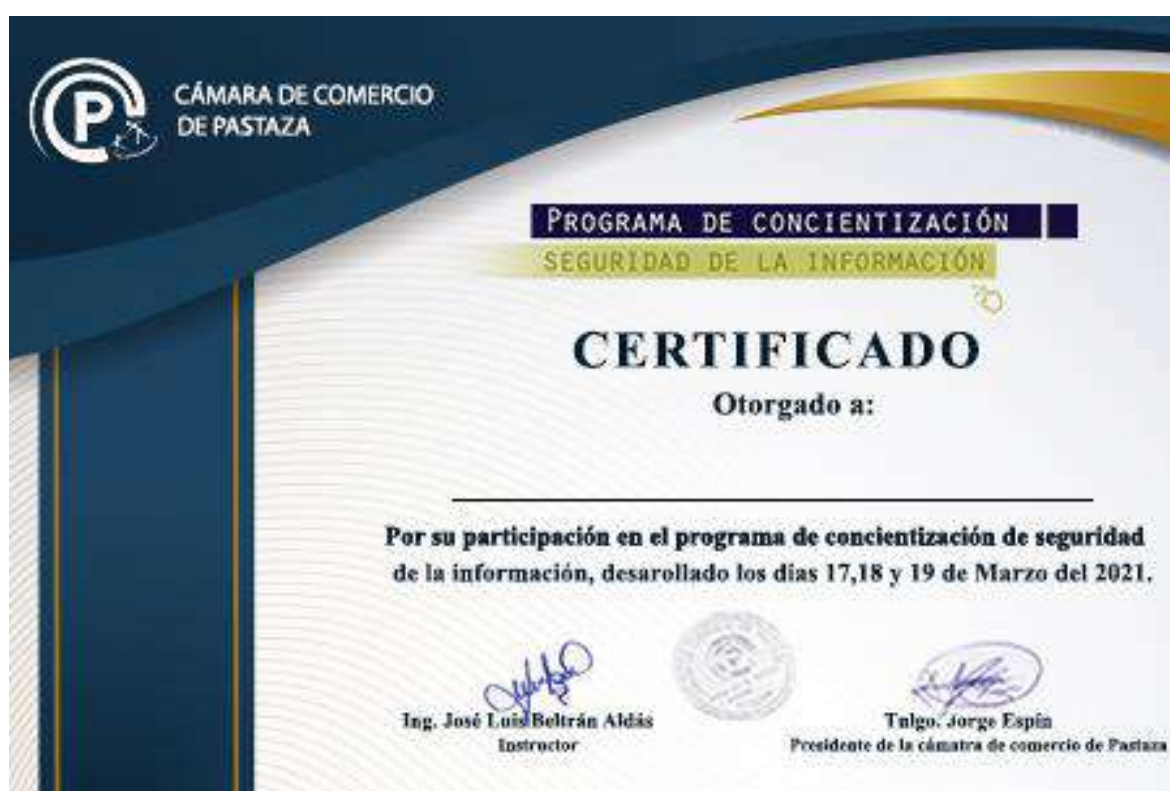 CÁMARA DE COMERCIO
DE PASTAZA
PROGRAMA DE CONCIENTIZACIÓN
SEGURIDAD DE LA INFORMACIÓN
CERTIFICADO
Otorgado a:
Por su participación en el programa de concientización de seguridad
de la información, desarollado los días 17,18 y 19 de Marzo del 2021.
Ing. José Luis Beltrán Aldás
Instructor
Tnlgo. Jorge Espín
Presidente de la cámatra de comercio de Pastaza